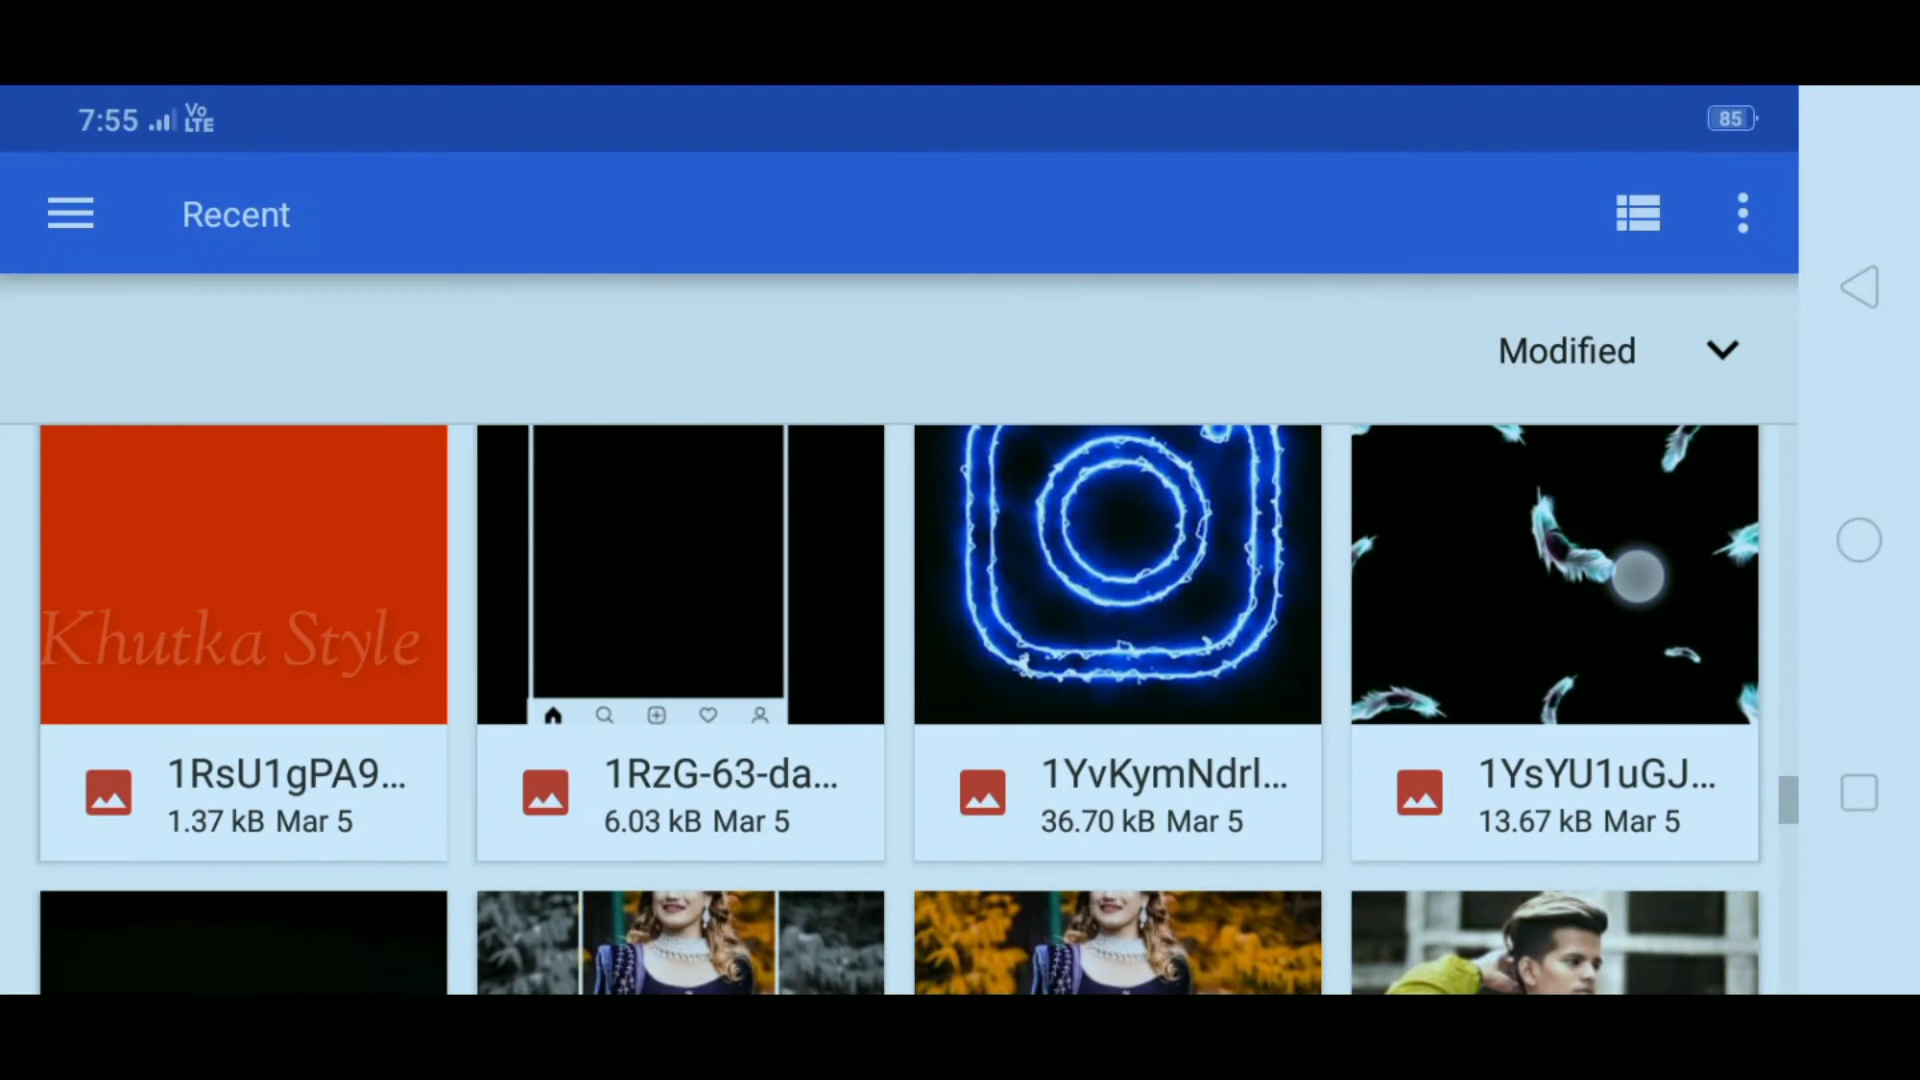 7:55 Vo LTE 85
Recent
Modified
Khutka Style
1RsU1gPA9...
1.37 kB Mar 5
1RzG-63-da...
6.03 kB Mar 5
1YvKymNdrl...
36.70 kB Mar 5
1YsYU1uGJ...
13.67 kB Mar 5